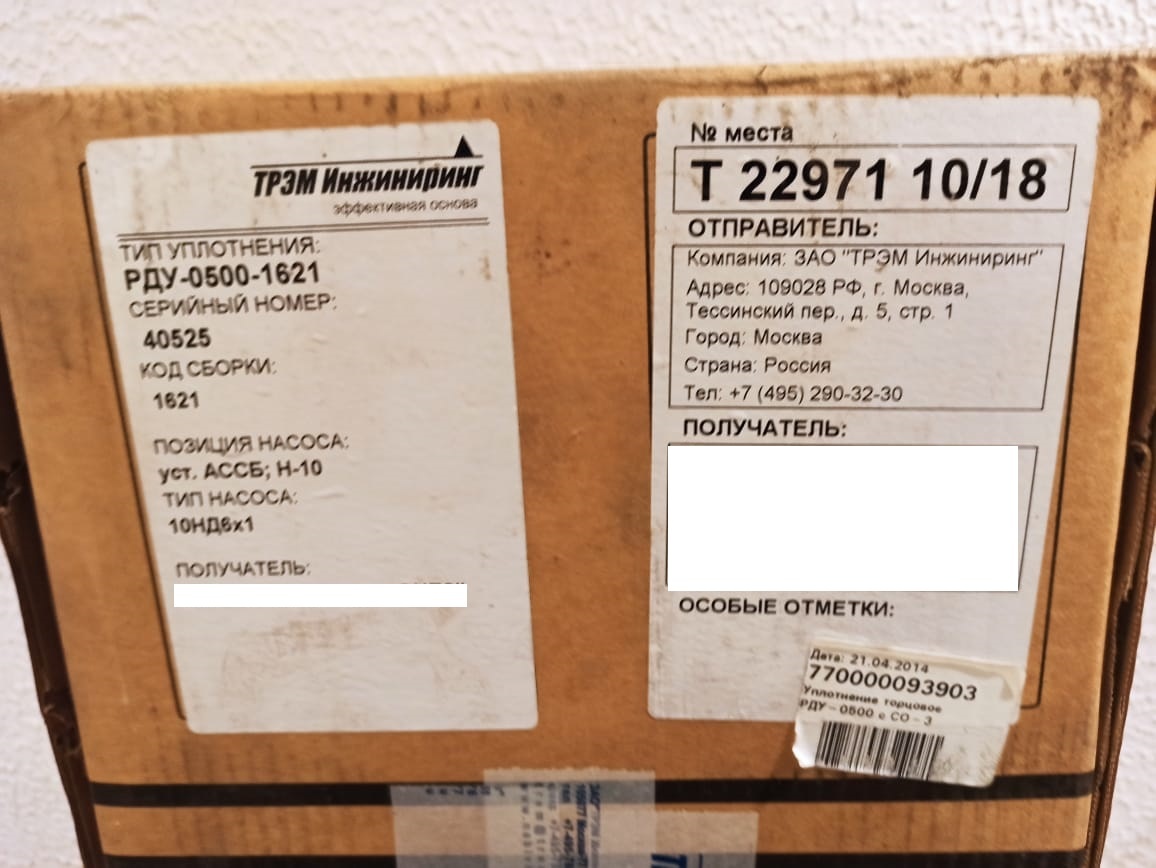 ТРЭМ Инжиниринг
эффективная основа
ТИП УПЛОТНЕНИЯ:
РДУ-0500-1621
СЕРИЙНЫЙ НОМЕР:
40525
КОД СБОРКИ:
1621
ПОЗИЦИЯ НАСОСА:
уст. АССБ; Н-10
ТИП НАСОСА:
10НД6х1
ПОЛУЧАТЕЛЬ:
№ места
Т 22971 10/18
ОТПРАВИТЕЛЬ:
Компания: ЗАО "ТРЭМ Инжиниринг"
Адрес: 109028 РФ, г. Москва,
Тессинский пер., д. 5, стр. 1
Город: Москва
Страна: Россия
Тел: +7 (495) 290-32-30
ПОЛУЧАТЕЛЬ:
ОСОБЫЕ ОТМЕТКИ:
Дата: 21.04.2014
770000093903
Уплотнение торцовое
РДУ-0500 с СО-3